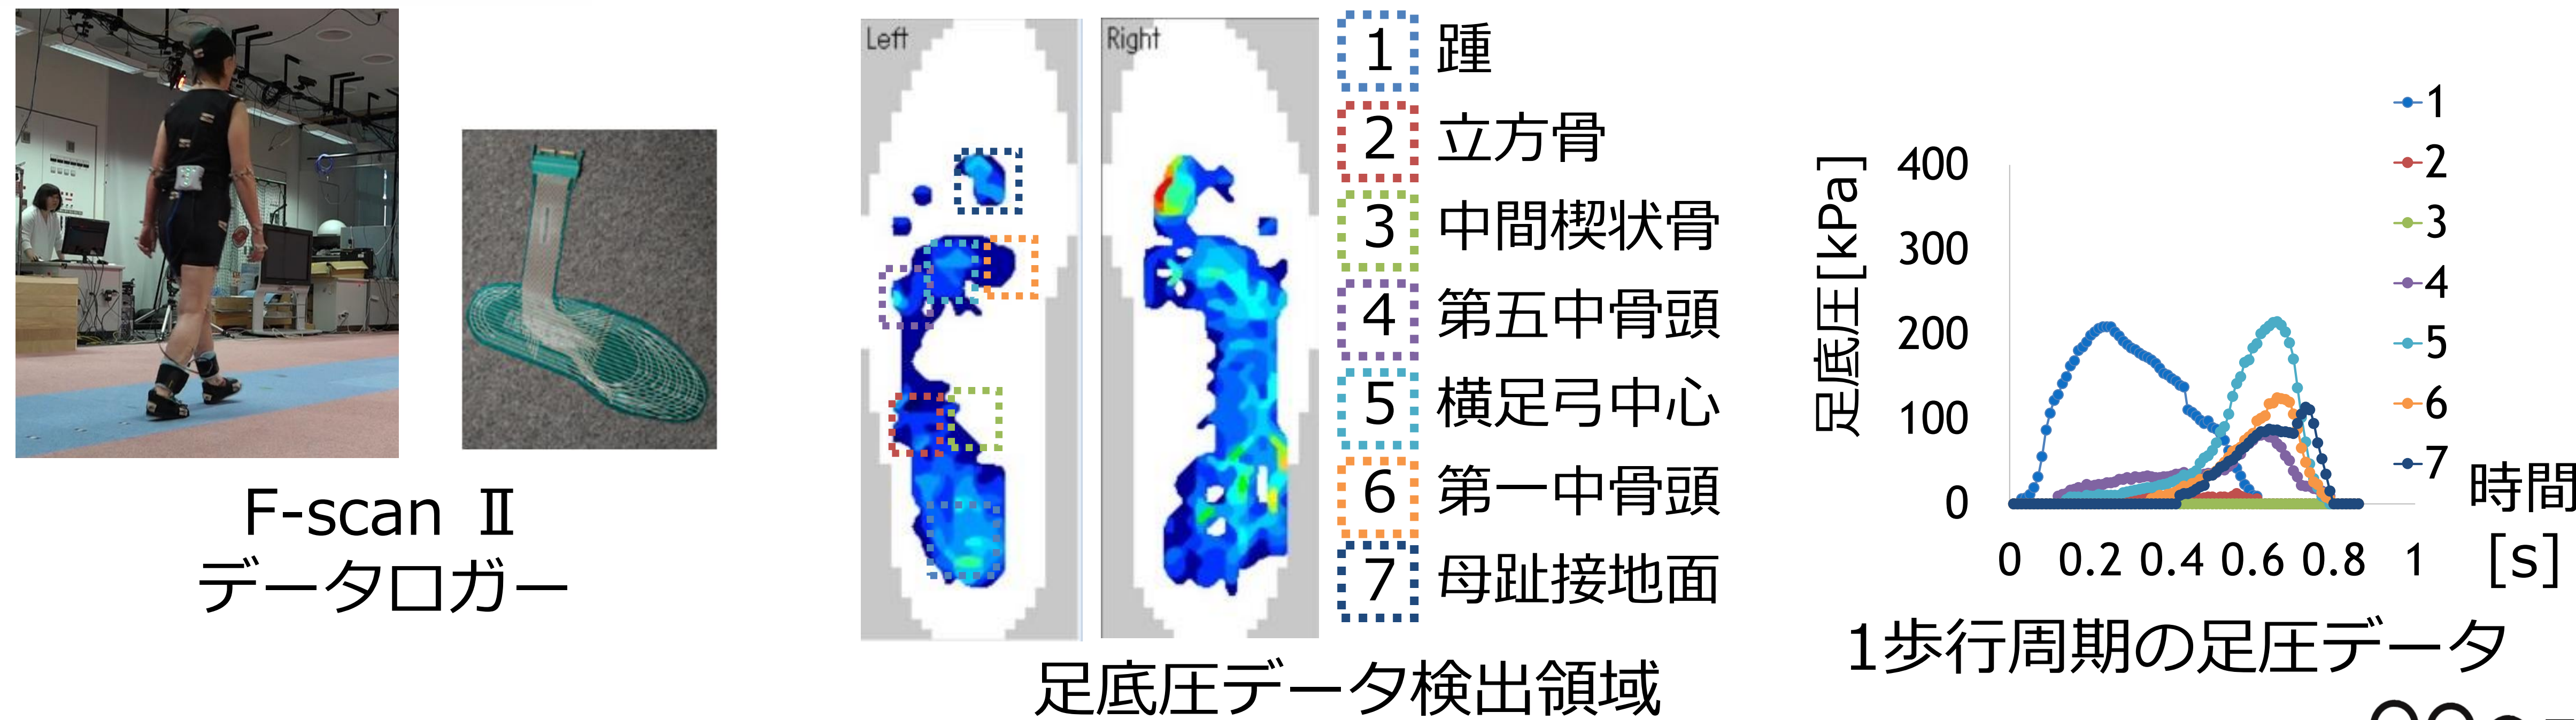 F-scan Ⅱ
データロガー
Left
Right
1 踵
2 立方骨
3 中間楔状骨
4 第五中骨頭
5 横足弓中心
6 第一中骨頭
7 母趾接地面
足底圧データ検出領域
足底圧[kPa]
400
300
200
100
0
0 0.2 0.4 0.6 0.8 1
時間
[s]
1
2
3
4
5
6
7
1歩行周期の足圧データ